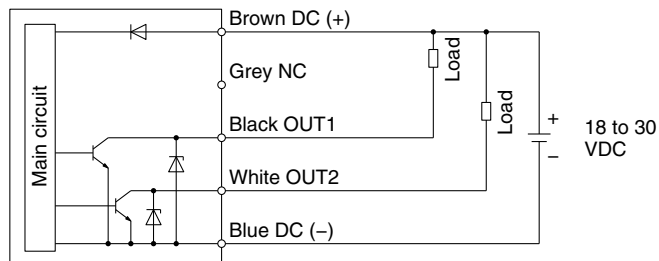 Brown DC (+)
Grey NC
Black OUT1
White OUT2
Blue DC (−)
Main circuit
Load
Load
+
−
18 to 30
VDC